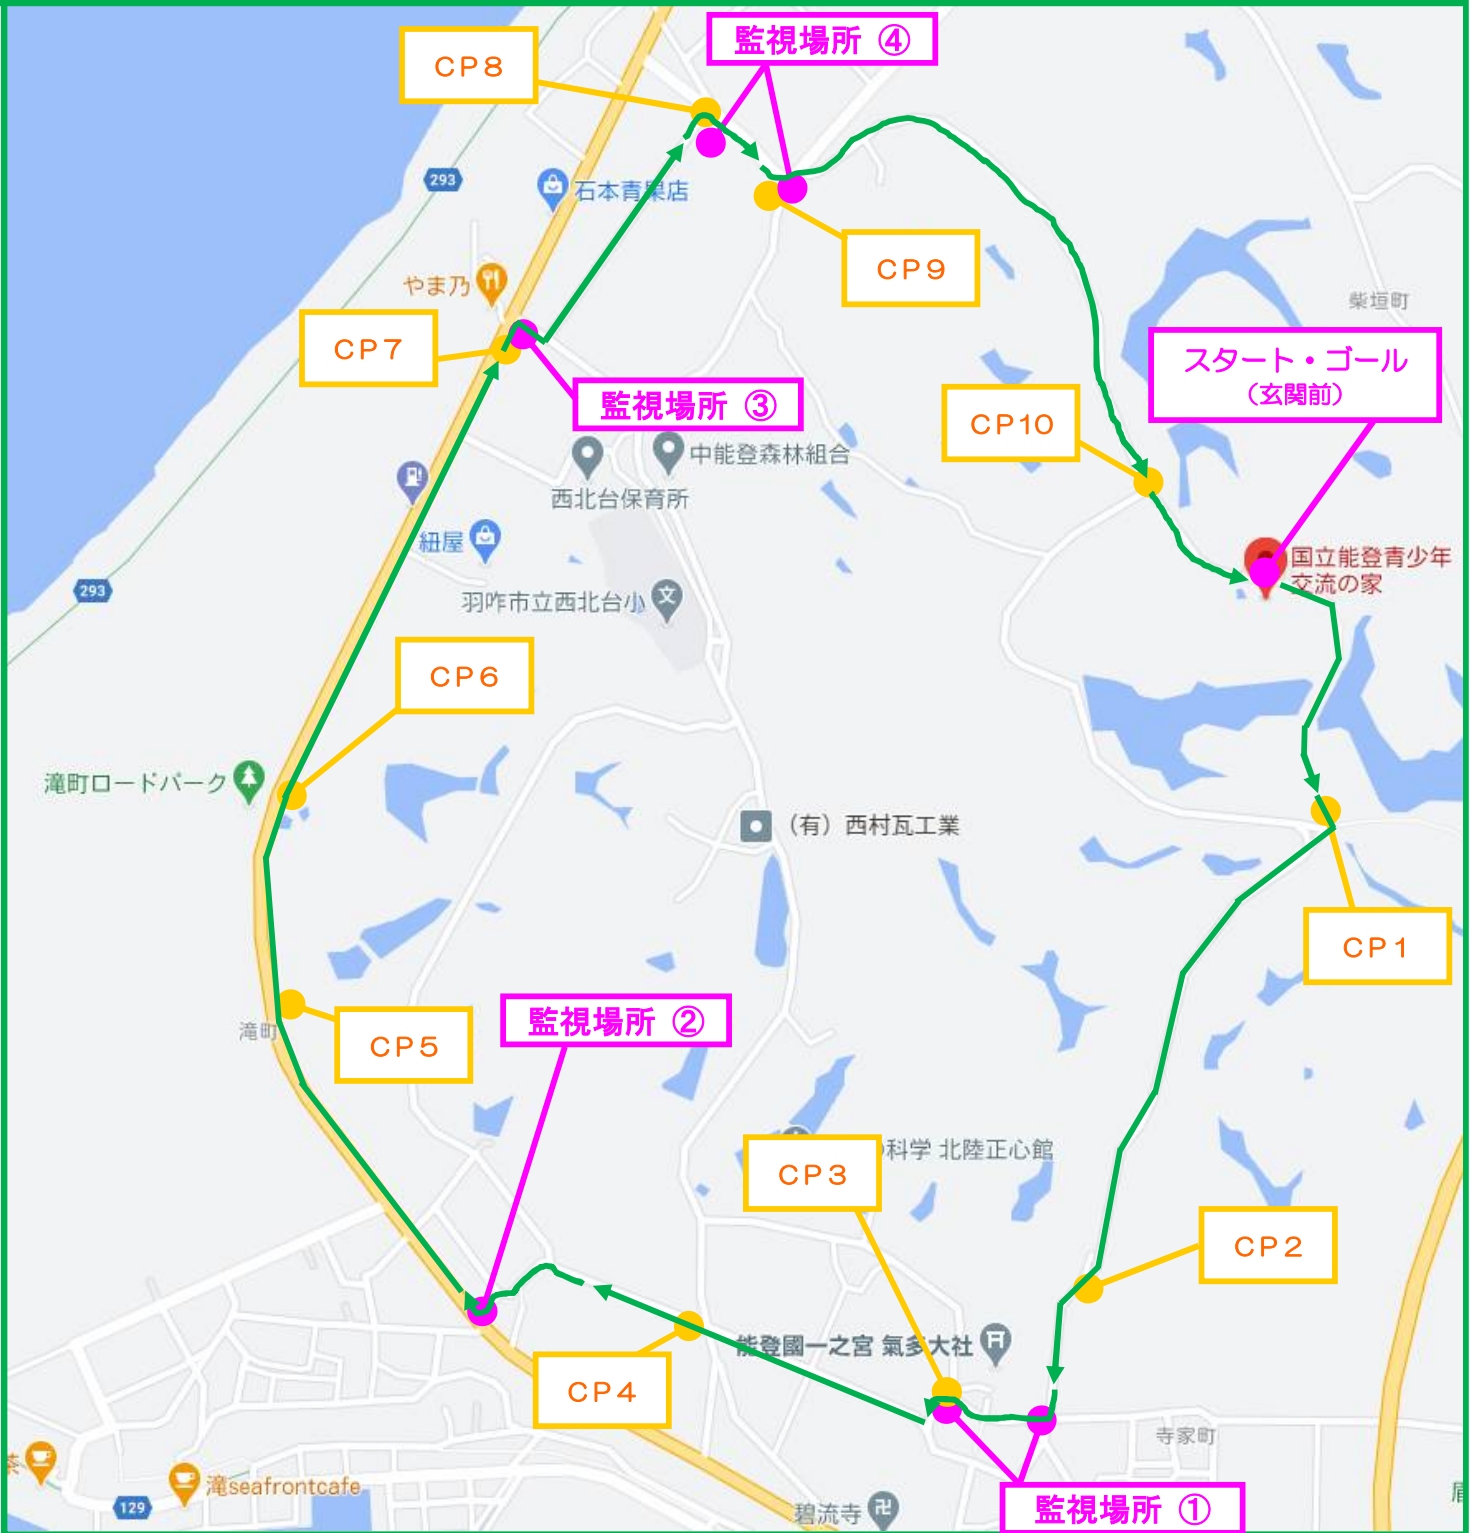 監視場所 ④
CP8
293
石本青果店
CP9
やま乃
柴垣町
CP7
スタート・ゴール
(玄関前)
監視場所 ③
CP10
中能登森林組合
西北台保育所
紐屋
国立能登青少年
交流の家
293
羽咋市立西北台小
文
CP6
滝町ロードパーク
(有) 西村瓦工業
CP1
監視場所 ②
滝町
CP5
科学 北陸正心館
CP3
CP2
能登國一之宮 氣多大社
CP4
寺家町
茶
滝seafrontcafe
129
碧流寺
監視場所 ①